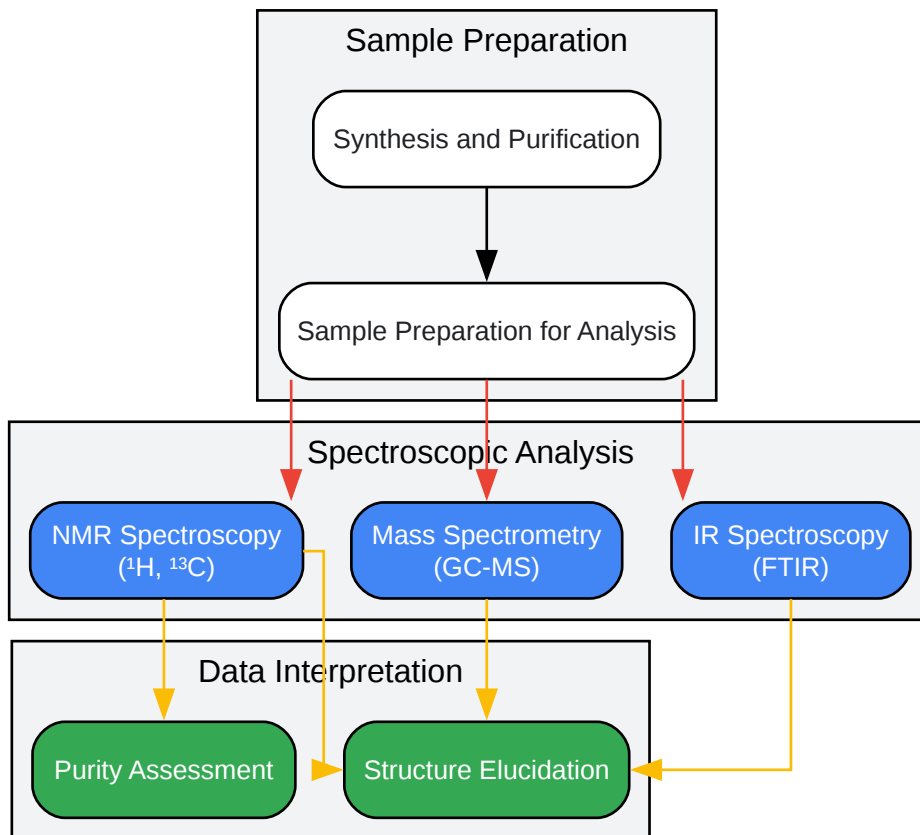 Sample Preparation
Synthesis and Purification
Sample Preparation for Analysis
Spectroscopic Analysis
NMR Spectroscopy
(¹H, ¹³C)
Mass Spectrometry
(GC-MS)
IR Spectroscopy
(FTIR)
Data Interpretation
Purity Assessment
Structure Elucidation